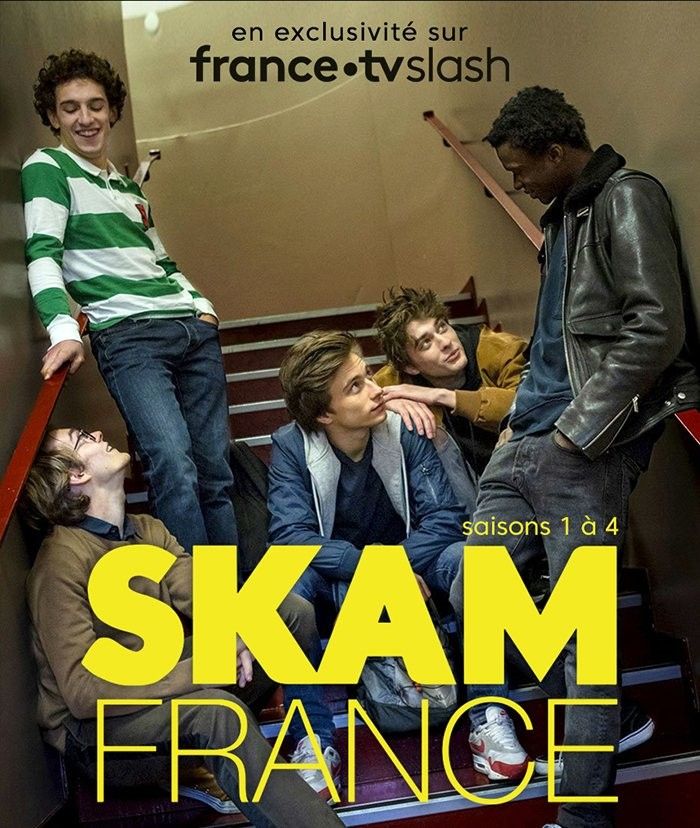 en exclusivité sur
france•tvslash
saisons 1 à 4
SKAM
FRANCE